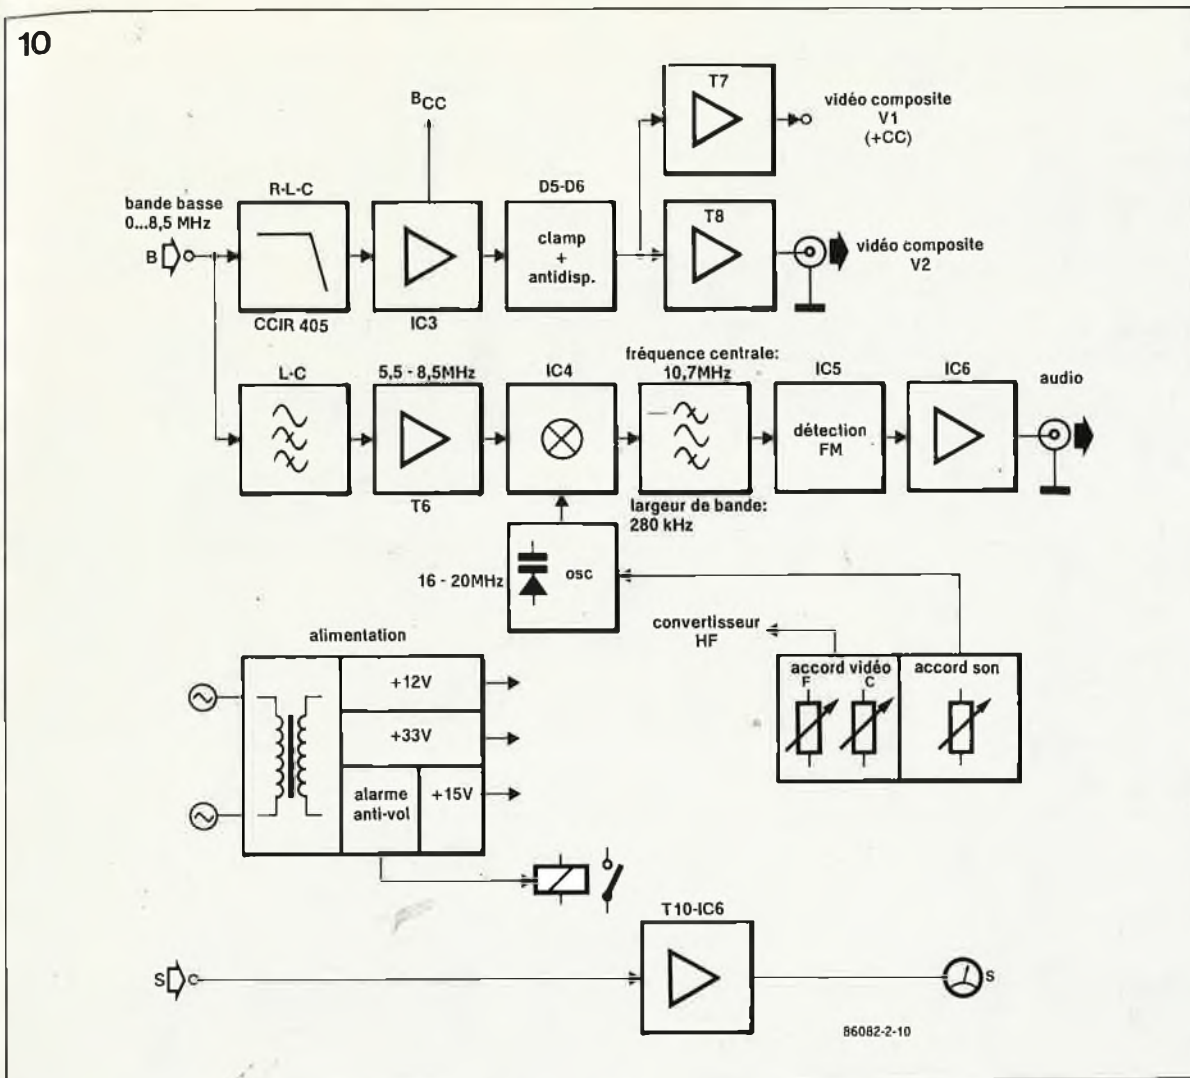 10
BCC
T7
vidéo composite
V1
(+CC)
bande basse
0...8,5 MHz
R-L-C
D5-D6
T8
B
clamp
+
antidisp.
vidéo composite
V2
CCIR 405
IC3
L-C
5,5 - 8,5MHz
IC4
fréquence centrale:
10,7MHz
IC5
IC6
audio
détection
FM
T6
largeur de bande:
280 kHz
16 - 20MHz
osc
convertisseur
HF
alimentation
accord vidéo
F C
accord son
+12V
+33V
alarme
anti-vol
+15V
T10-IC6
S
S
86082-2-10